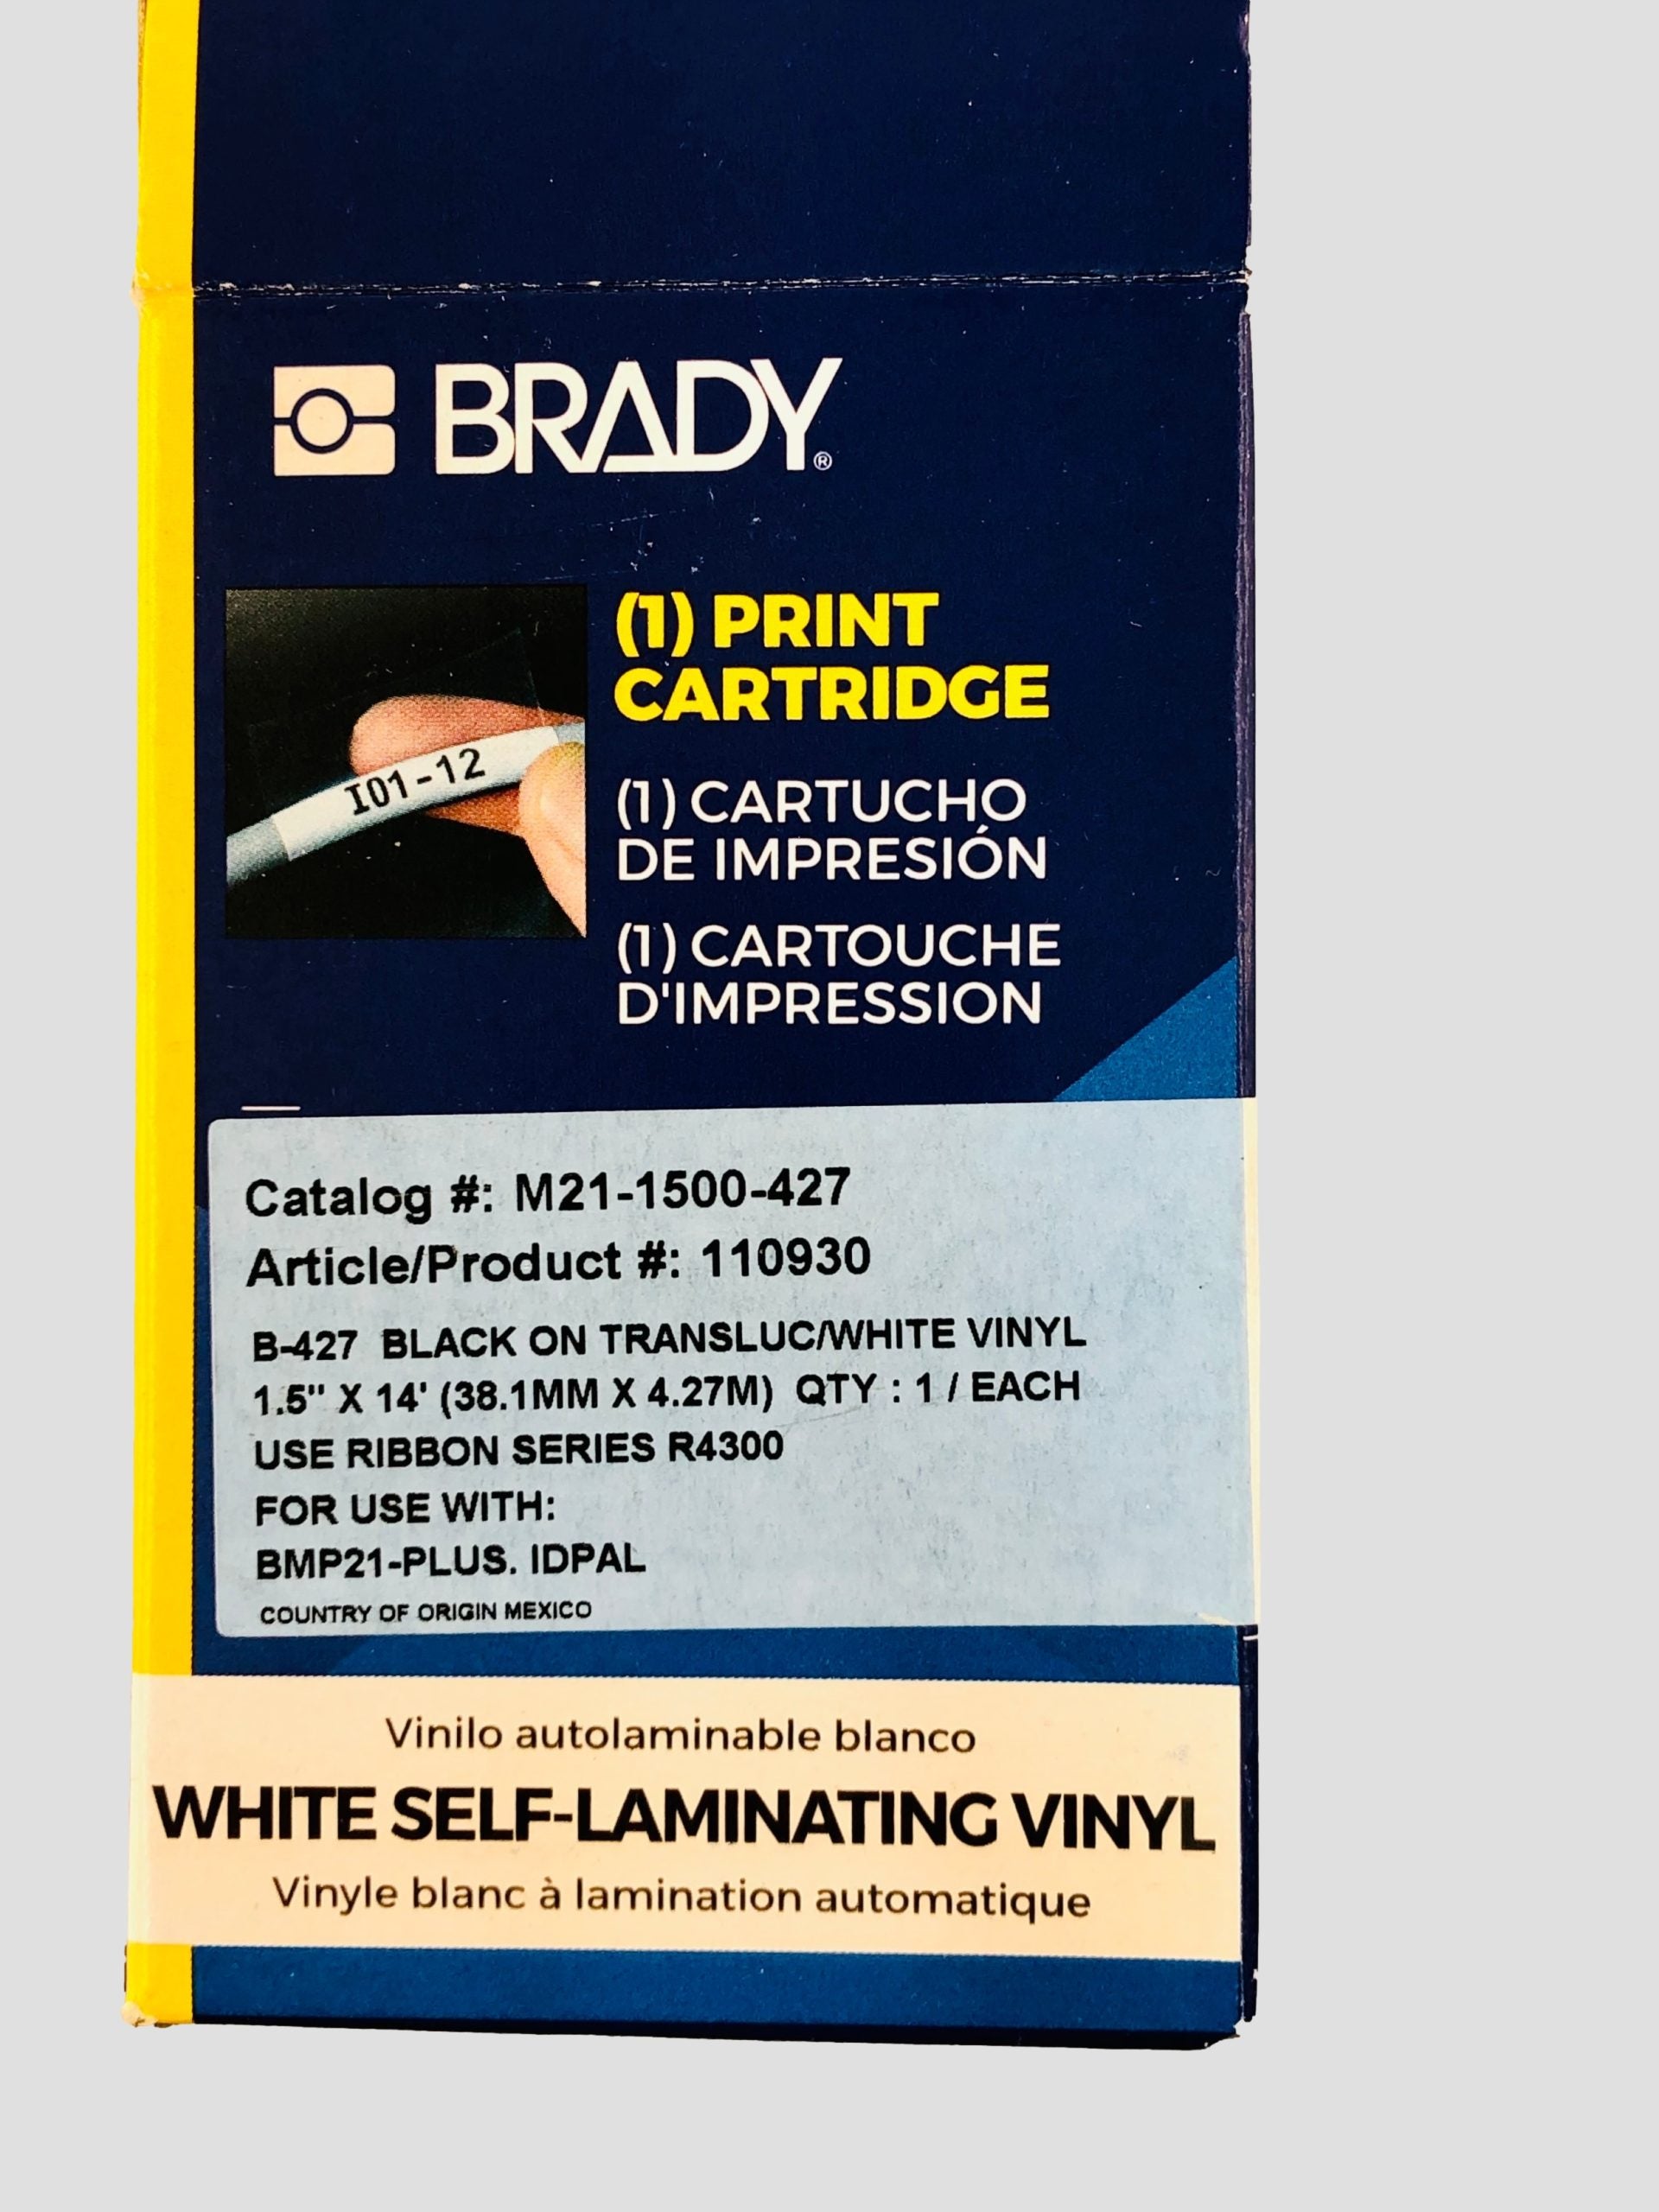 BRADY®
(1) PRINT
CARTRIDGE
I01-12
(1) CARTUCHO
DE IMPRESIÓN
(1) CARTOUCHE
D'IMPRESSION
Catalog #: M21-1500-427
Article/Product #: 110930
B-427 BLACK ON TRANSLUC/WHITE VINYL
1.5" X 14' (38.1MM X 4.27M) QTY : 1 / EACH
USE RIBBON SERIES R4300
FOR USE WITH:
BMP21-PLUS. IDPAL
COUNTRY OF ORIGIN MEXICO
Vinilo autolaminable blanco
WHITE SELF-LAMINATING VINYL
Vinyle blanc à lamination automatique